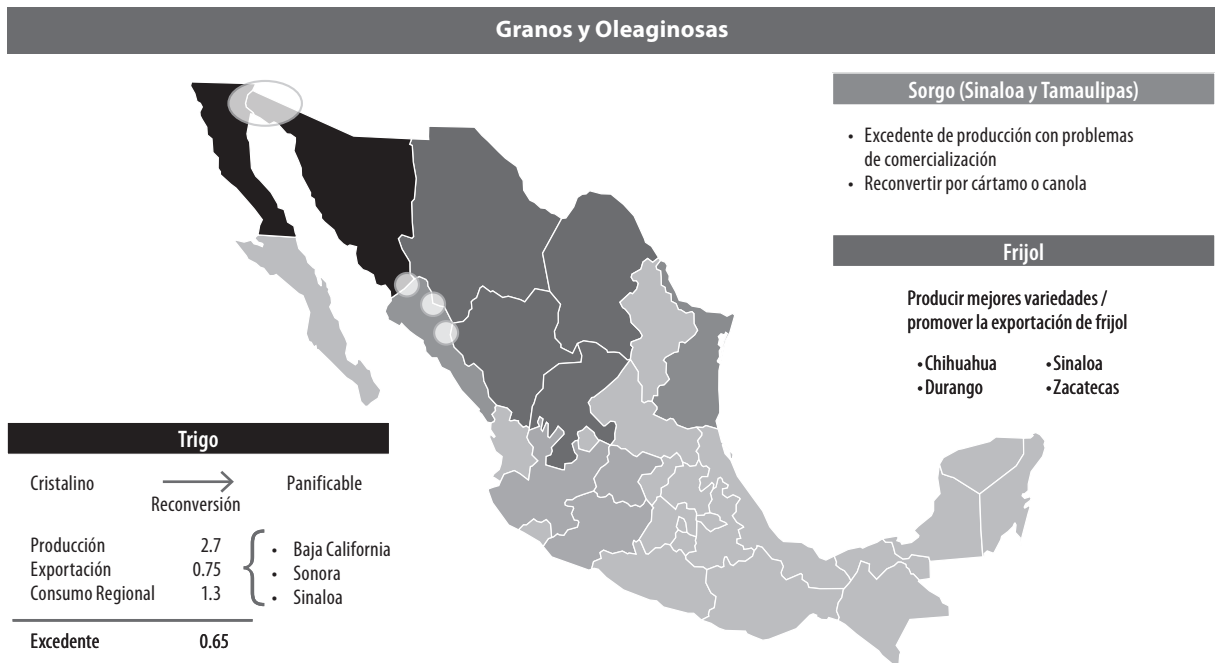 Granos y Oleaginosas
Sorgo (Sinaloa y Tamaulipas)
• Excedente de producción con problemas
de comercialización
• Reconvertir por cártamo o canola
Frijol
Producir mejores variedades /
promover la exportación de frijol
• Chihuahua • Sinaloa
• Durango • Zacatecas
Trigo
Cristalino Panificable
Reconversión
Producción 2.7
Exportación 0.75
Consumo Regional 1.3
• Baja California
• Sonora
• Sinaloa
Excedente 0.65